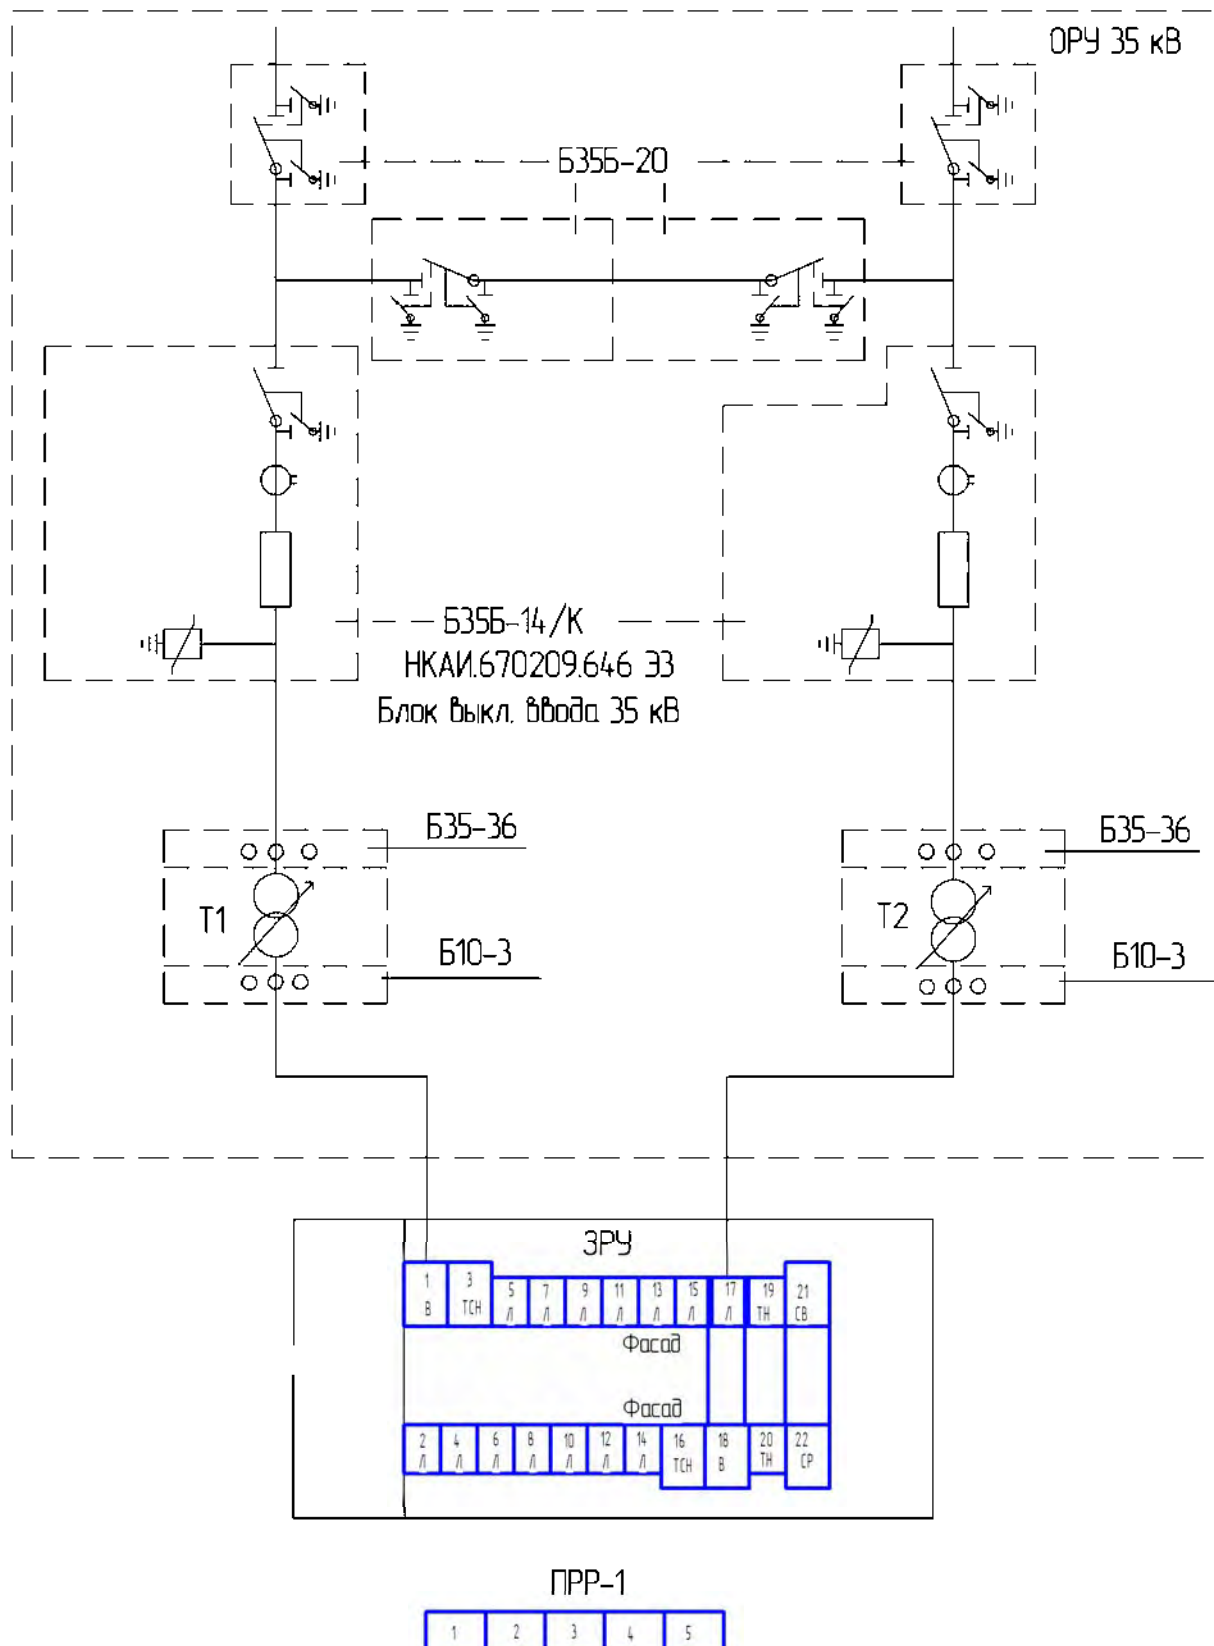 ОРУ 35 кВ
Б35Б-20
Б35Б-14/К
НКАИ.670209.646 Э3
Блок выкл. ввода 35 кВ
Б35-36
Б35-36
Т1
Т2
Б10-3
Б10-3
ЗРУ
1 3 5 7 9 11 13 15 17 19 21
В ТСН Л Л Л Л Л Л Л ТН СВ
Фасад
Фасад
2 4 6 8 10 12 14 16 18 20 22
Л Л Л Л Л Л Л ТСН В ТН СР
ПРР-1
1 2 3 4 5